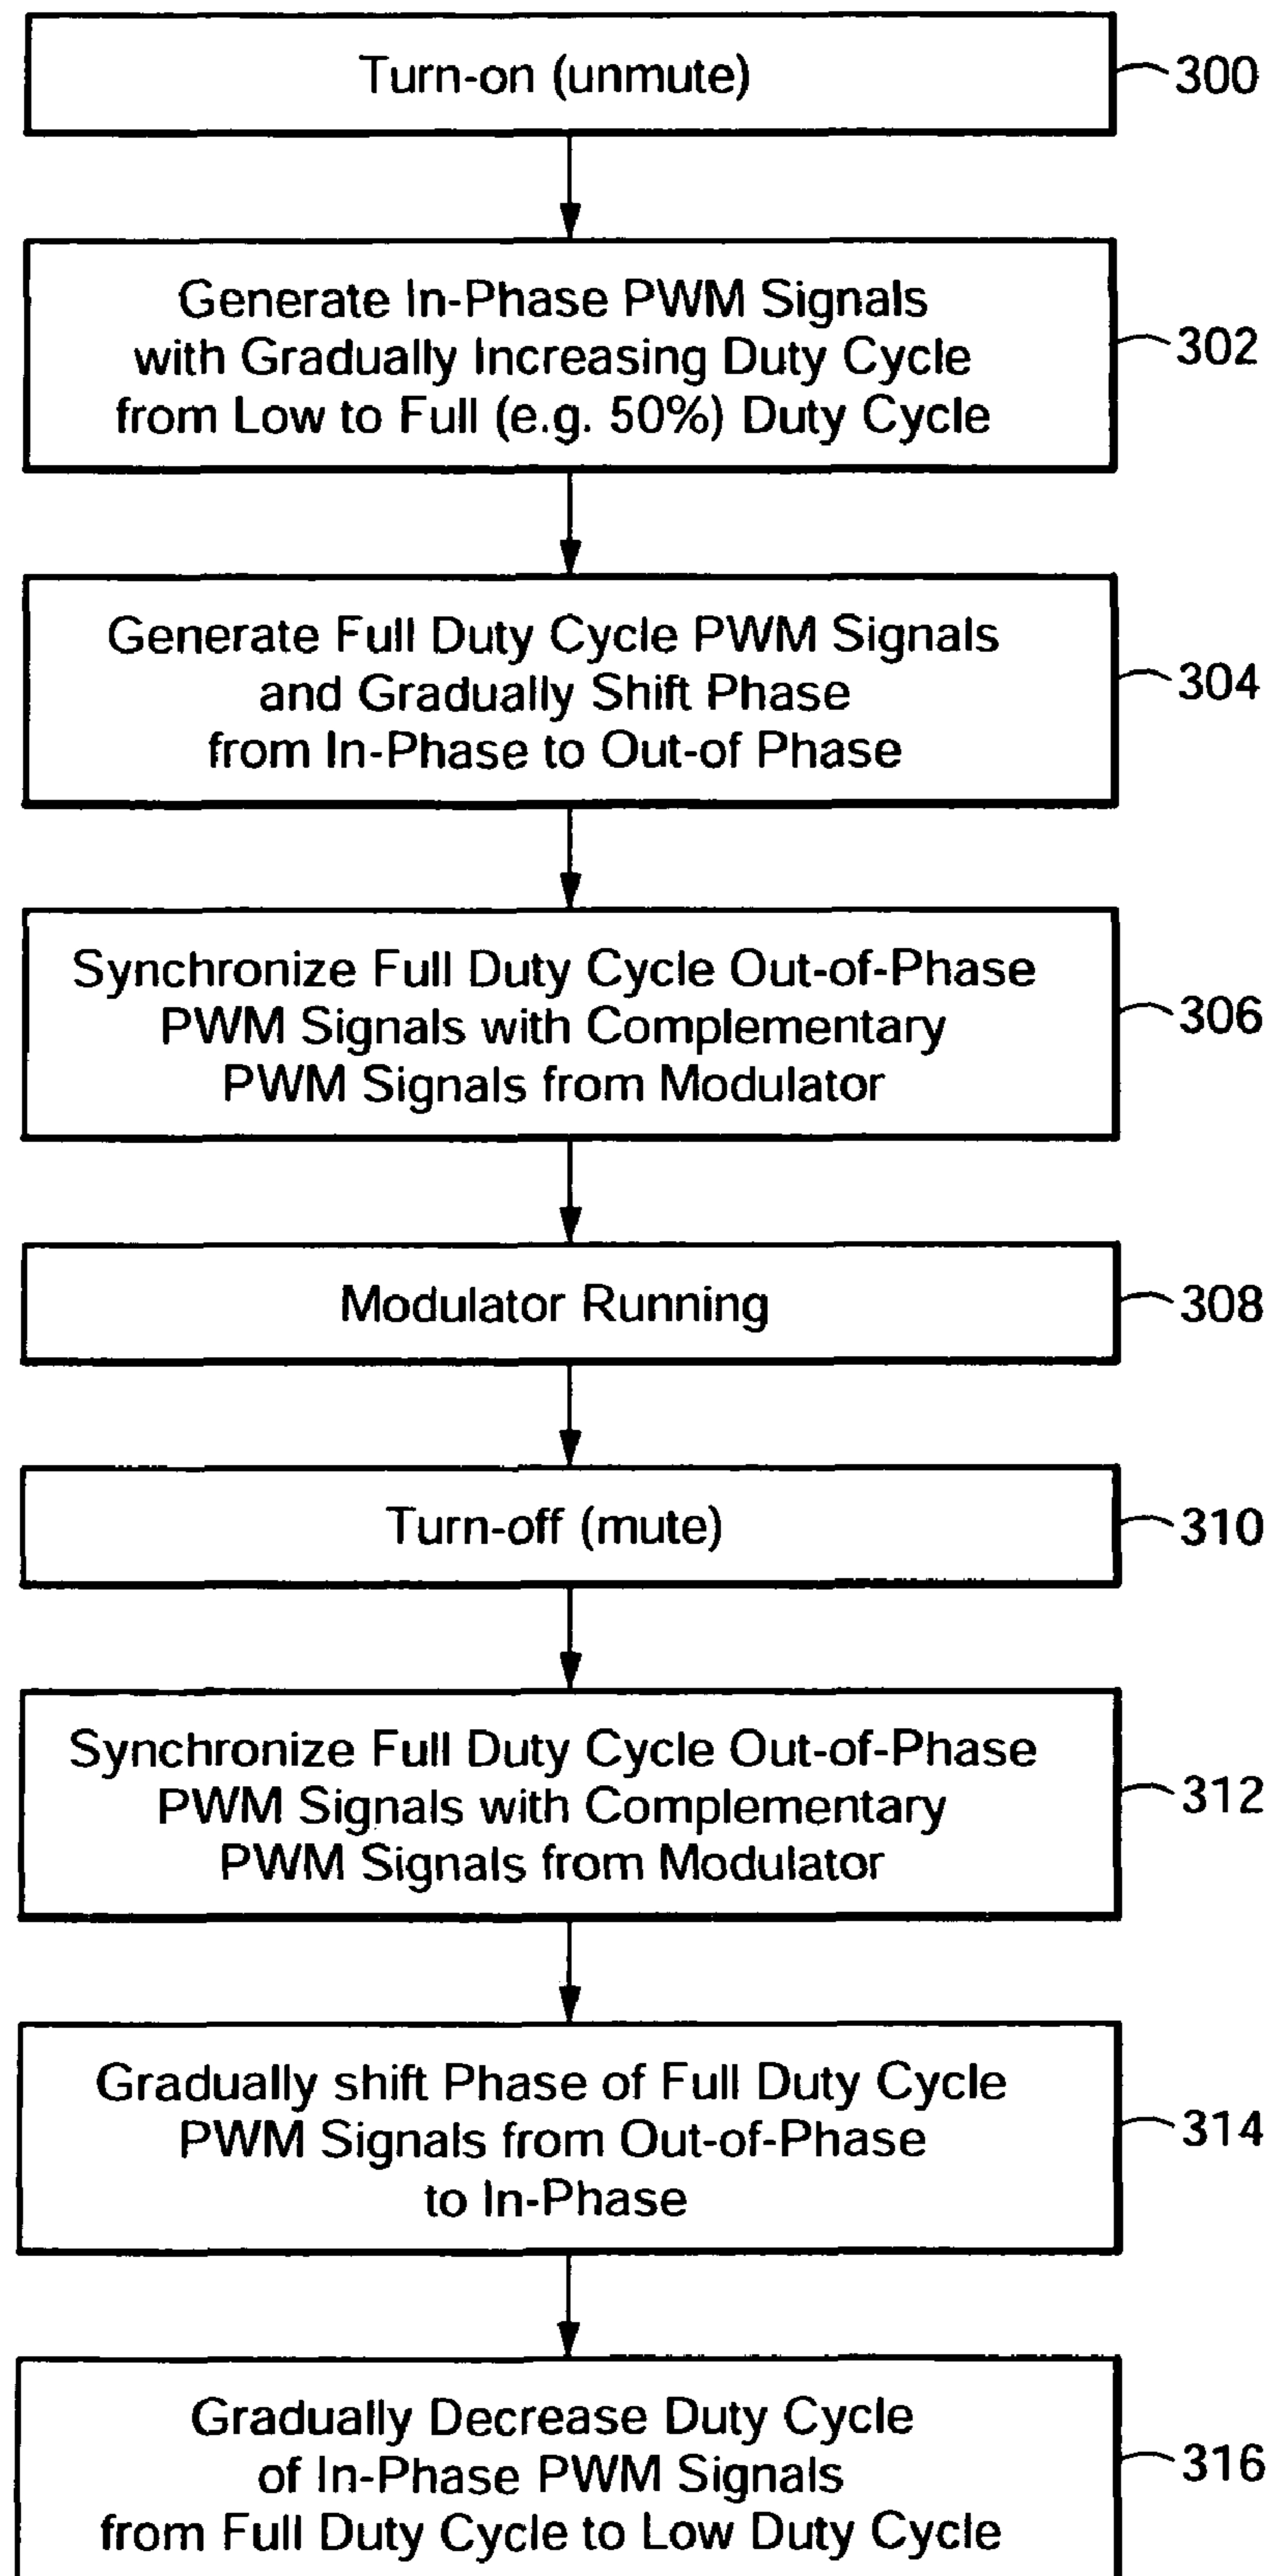 Turn-on (unmute)
300
Generate In-Phase PWM Signals
with Gradually Increasing Duty Cycle
from Low to Full (e.g. 50%) Duty Cycle
302
Generate Full Duty Cycle PWM Signals
and Gradually Shift Phase
from In-Phase to Out-of Phase
304
Synchronize Full Duty Cycle Out-of-Phase
PWM Signals with Complementary
PWM Signals from Modulator
306
Modulator Running
308
Turn-off (mute)
310
Synchronize Full Duty Cycle Out-of-Phase
PWM Signals with Complementary
PWM Signals from Modulator
312
Gradually shift Phase of Full Duty Cycle
PWM Signals from Out-of-Phase
to In-Phase
314
Gradually Decrease Duty Cycle
of In-Phase PWM Signals
from Full Duty Cycle to Low Duty Cycle
316